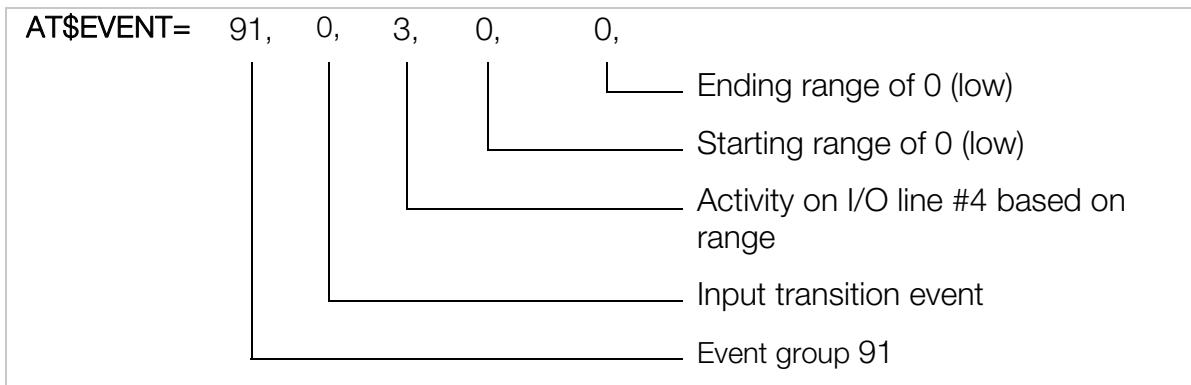 AT$EVENT= 91, 0, 3, 0, 0,
Ending range of 0 (low)
Starting range of 0 (low)
Activity on I/O line #4 based on
range
Input transition event
Event group 91